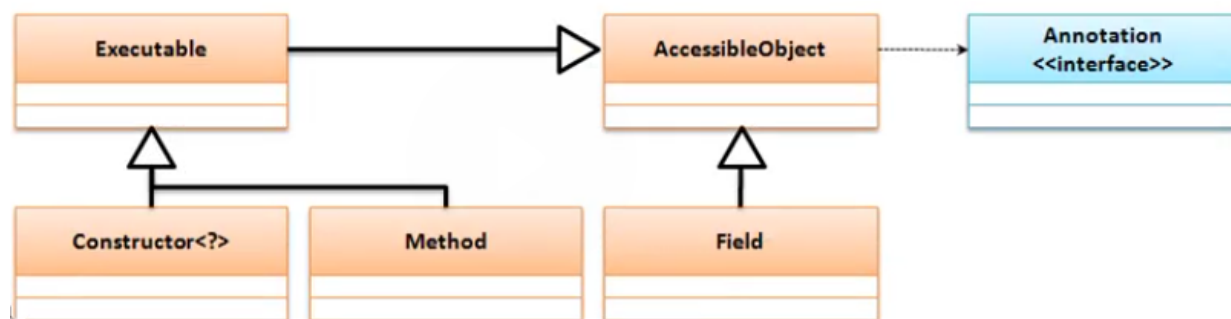 Executable
AccessibleObject
Annotation
<<interface>>
Constructor<?>
Method
Field